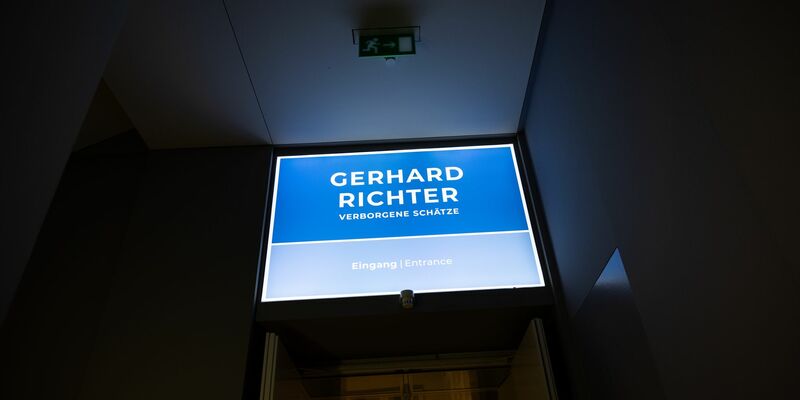 GERHARD
RICHTER
VERBORGENE SCHÄTZE
Eingang | Entrance